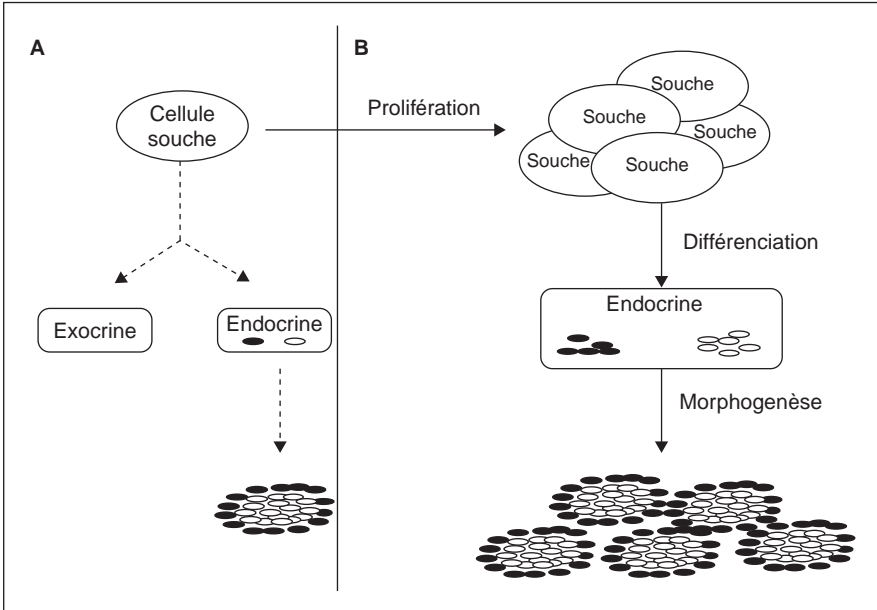 A
Cellule
souche
Exocrine
Endocrine
B
Prolifération
Souche
Souche
Souche
Souche
Souche
Différenciation
Endocrine
Morphogenèse